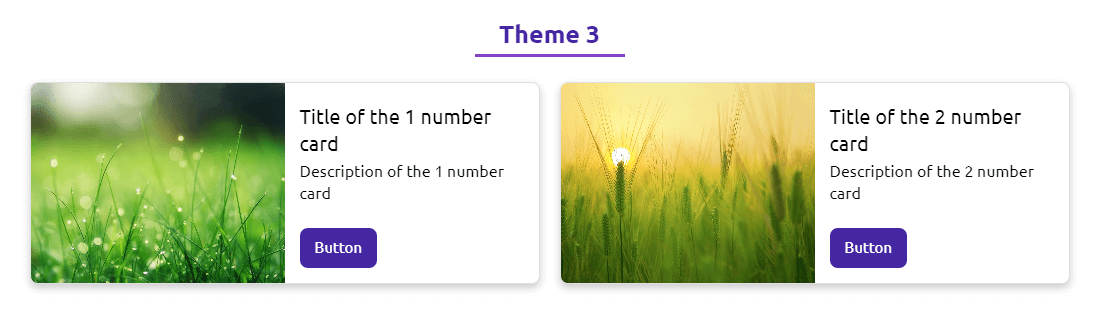 Theme 3
Title of the 1 number
card
Description of the 1 number
card
Button
Title of the 2 number
card
Description of the 2 number
card
Button